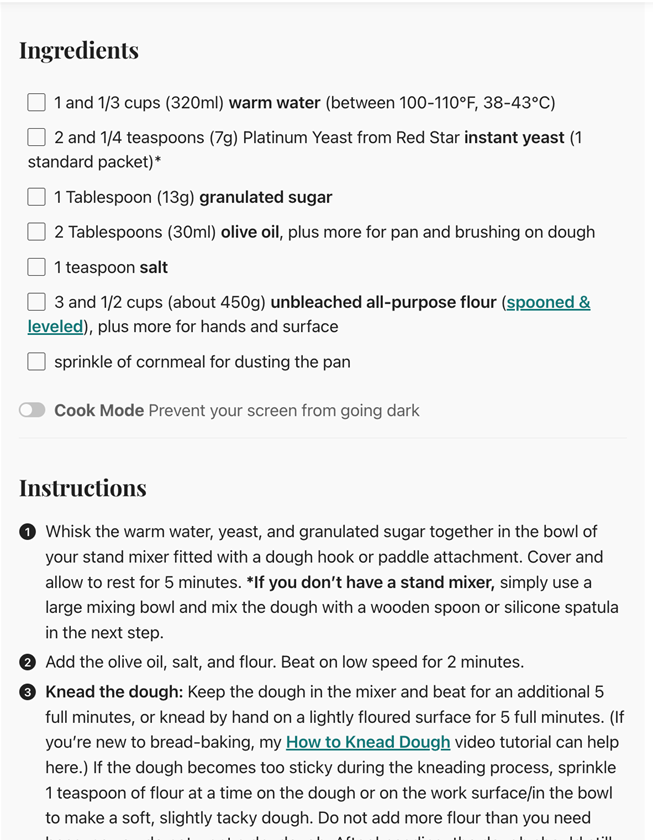 Ingredients
1 and 1/3 cups (320ml) warm water (between 100-110°F, 38-43°C)
2 and 1/4 teaspoons (7g) Platinum Yeast from Red Star instant yeast (1
standard packet)*
1 Tablespoon (13g) granulated sugar
2 Tablespoons (30ml) olive oil, plus more for pan and brushing on dough
1 teaspoon salt
3 and 1/2 cups (about 450g) unbleached all-purpose flour (spooned &
leveled), plus more for hands and surface
sprinkle of cornmeal for dusting the pan
Cook Mode Prevent your screen from going dark
Instructions
1 Whisk the warm water, yeast, and granulated sugar together in the bowl of
your stand mixer fitted with a dough hook or paddle attachment. Cover and
allow to rest for 5 minutes. *If you don’t have a stand mixer, simply use a
large mixing bowl and mix the dough with a wooden spoon or silicone spatula
in the next step.
2 Add the olive oil, salt, and flour. Beat on low speed for 2 minutes.
3 Knead the dough: Keep the dough in the mixer and beat for an additional 5
full minutes, or knead by hand on a lightly floured surface for 5 full minutes. (If
you’re new to bread-baking, my How to Knead Dough video tutorial can help
here.) If the dough becomes too sticky during the kneading process, sprinkle
1 teaspoon of flour at a time on the dough or on the work surface/in the bowl
to make a soft, slightly tacky dough. Do not add more flour than you need